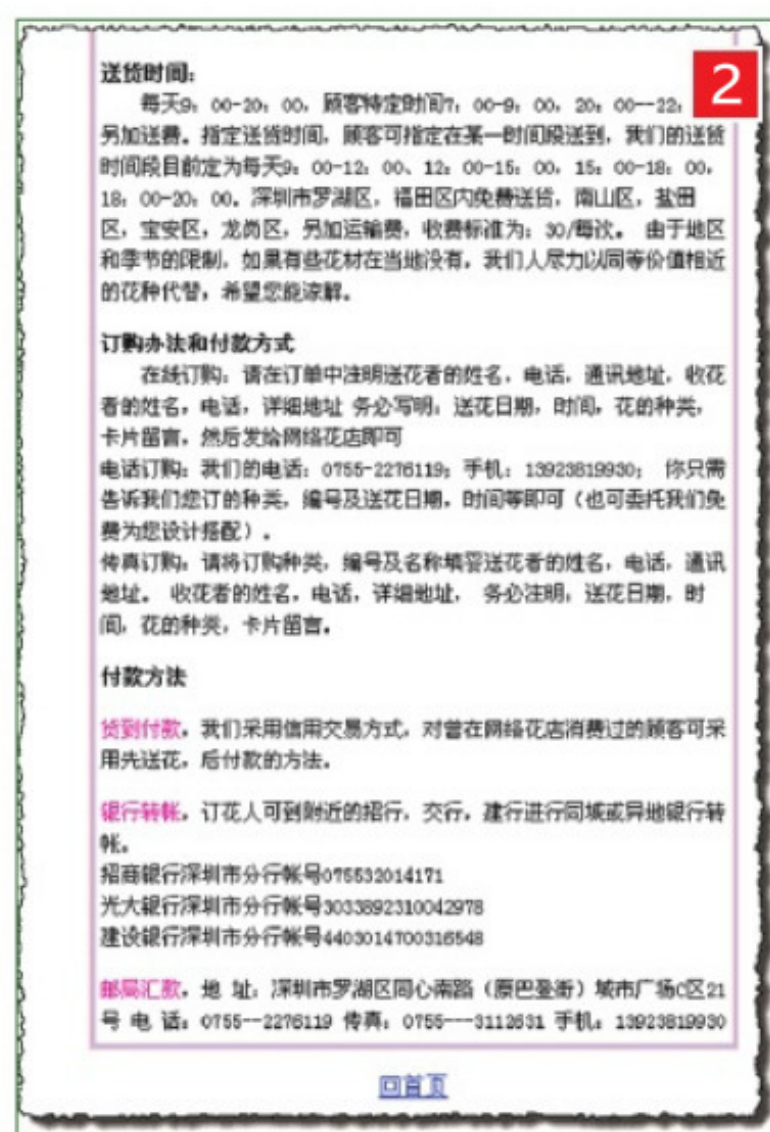 2
送货时间：
每天9：00-20：00，顾客特定时间7：00-9：00，20：00--22：
另加送费。指定送货时间，顾客可指定在某一时间段送到，我们的送货
时间段目前定为每天9：00-12：00、12：00-15：00，15：00-18：00，
18：00-20：00。深圳市罗湖区，福田区内免费送货，南山区，盐田
区，宝安区，龙岗区，另加运输费，收费标准为：30/每次。 由于地区
和季节的限制，如果有些花材在当地没有，我们人尽力以同等价值相近
的花种代替，希望您能谅解。
订购办法和付款方式
在线订购：请在订单中注明送花者的姓名，电话，通讯地址，收花
者的姓名，电话，详细地址 务必写明：送花日期，时间，花的种类，
卡片留言，然后发给网络花店即可
电话订购：我们的电话：0755-2276119；手机：13923819930； 你只需
告诉我们您订的种类，编号及送花日期，时间等即可（也可委托我们免
费为您设计搭配）。
传真订购：请将订购种类，编号及名称填妥送花者的姓名，电话，通讯
地址。 收花者的姓名，电话，详细地址， 务必注明：送花日期，时
间，花的种类，卡片留言。
付款方法
货到付款，我们采用信用交易方式，对曾在网络花店消费过的顾客可采
用先送花，后付款的方法。
银行转帐，订花人可到附近的招行，交行，建行进行同城或异地银行转
帐。
招商银行深圳市分行帐号075532014171
光大银行深圳市分行帐号3033892310042978
建设银行深圳市分行帐号4403014700316548
邮局汇款，地 址：深圳市罗湖区同心南路（原巴登街）城市广场C区21
号 电 话：0755--2276119 传真：0755---3112631 手机：13923819930
回首页